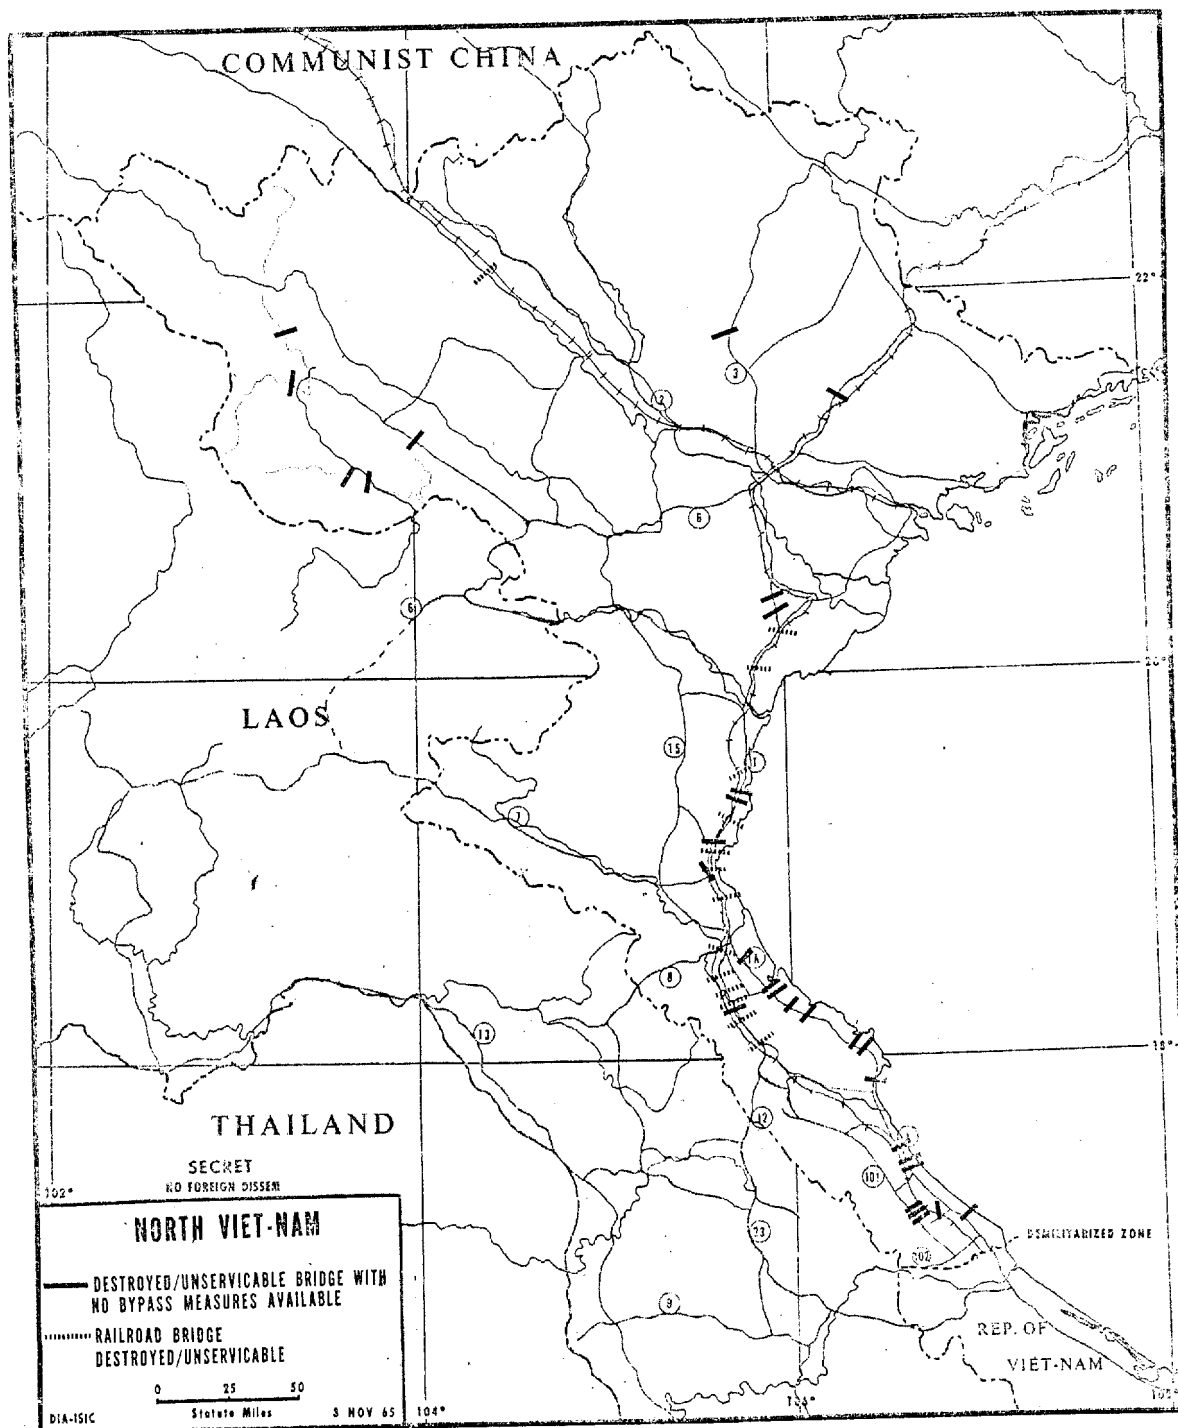 COMMUNIST CHINA
22°
3
2
6
6
20°
LAOS
15
1
7
1A
8
13
18°
THAILAND
12
SECRET
NO FOREIGN DISSEM
102°
101
NORTH VIET-NAM
DEMILITARIZED ZONE
23
102
DESTROYED/UNSERVICABLE BRIDGE WITH
NO BYPASS MEASURES AVAILABLE
9
REP. OF
VIET-NAM
RAILROAD BRIDGE
DESTROYED/UNSERVICABLE
0 25 50
Statute Miles
DIA-ISIC
3 NOV 65
104°
106°